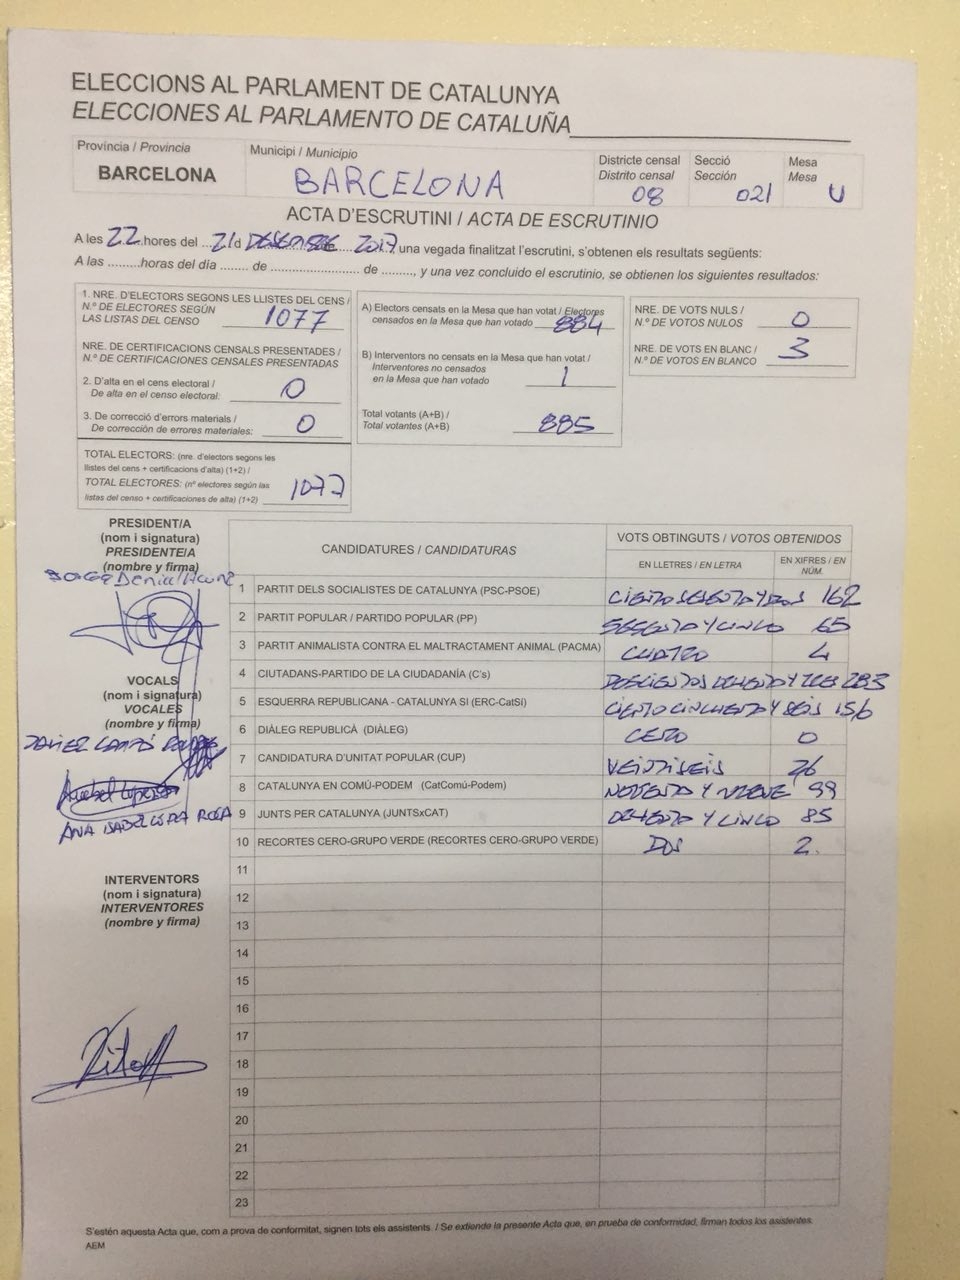 ELECCIONS AL PARLAMENT DE CATALUNYA
ELECCIONES AL PARLAMENTO DE CATALUÑA
Provincia / Provincia
BARCELONA
Municipi / Municipio
BARCELONA
Districte censal
Distrito censal
08
Secció
Sección
021
Mesa
Mesa
U
ACTA D'ESCRUTINI / ACTA DE ESCRUTINIO
A les 22 hores del 21 d 2017 una vegada finalitzat l'escrutini, s'obtenen els resultats següents:
A las .........horas del día ........ de ......................... de ........., y una vez concluido el escrutinio, se obtienen los siguientes resultados:
1. NRE. D'ELECTORS SEGONS LES LLISTES DEL CENS /
N.º DE ELECTORES SEGÚN
LAS LISTAS DEL CENSO 1077
NRE. DE CERTIFICACIONS CENSALS PRESENTADES /
N.º DE CERTIFICACIONES CENSALES PRESENTADAS
2. D'alta en el cens electoral /
De alta en el censo electoral: 0
3. De correcció d'errors materials /
De corrección de errores materiales: 0
TOTAL ELECTORS: (nre. d'electors segons les
llistes del cens + certificacions d'alta) (1+2) /
TOTAL ELECTORES: (nº electores según las
listas del censo + certificaciones de alta) (1+2) 1077
A) Electors censats en la Mesa que han votat / Electores
censados en la Mesa que han votado 884
B) Interventors no censats en la Mesa que han votat /
Interventores no censados
en la Mesa que han votado 1
Total votants (A+B) /
Total votantes (A+B) 885
NRE. DE VOTS NULS /
N.º DE VOTOS NULOS 0
NRE. DE VOTS EN BLANC /
N.º DE VOTOS EN BLANCO 3
PRESIDENT/A
(nom i signatura)
PRESIDENTE/A
(nombre y firma)
VOCALS
(nom i signatura)
VOCALES
(nombre y firma)
JAVIER
ANA ISABEL LOPEZ ROSA
INTERVENTORS
(nom i signatura)
INTERVENTORES
(nombre y firma)
CANDIDATURES / CANDIDATURAS
VOTS OBTINGUTS / VOTOS OBTENIDOS
EN LLETRES / EN LETRA
EN XIFRES / EN NÚM.
1 PARTIT DELS SOCIALISTES DE CATALUNYA (PSC-PSOE) CIENTO SESENTA Y DOS 162
2 PARTIT POPULAR / PARTIDO POPULAR (PP) SESENTA Y CINCO 65
3 PARTIT ANIMALISTA CONTRA EL MALTRACTAMENT ANIMAL (PACMA) CUATRO 4
4 CIUTADANS-PARTIDO DE LA CIUDADANÍA (C's) DOSCIENTOS OCHENTA Y TRES 283
5 ESQUERRA REPUBLICANA - CATALUNYA SI (ERC-CatSi) CIENTO CINCUENTA Y SEIS 156
6 DIÀLEG REPUBLICÀ (DIÀLEG) CERO 0
7 CANDIDATURA D'UNITAT POPULAR (CUP) VEINTISEIS 26
8 CATALUNYA EN COMÚ-PODEM (CatComú-Podem) NOVENTA Y NUEVE 99
9 JUNTS PER CATALUNYA (JUNTSxCAT) OCHENTA Y CINCO 85
10 RECORTES CERO-GRUPO VERDE (RECORTES CERO-GRUPO VERDE) DOS 2.
11
12
13
14
15
16
17
18
19
20
21
22
23
S'estén aquesta Acta que, com a prova de conformitat, signen tots els assistents. / Se extiende la presente Acta que, en prueba de conformidad, firman todos los asistentes.
AEM